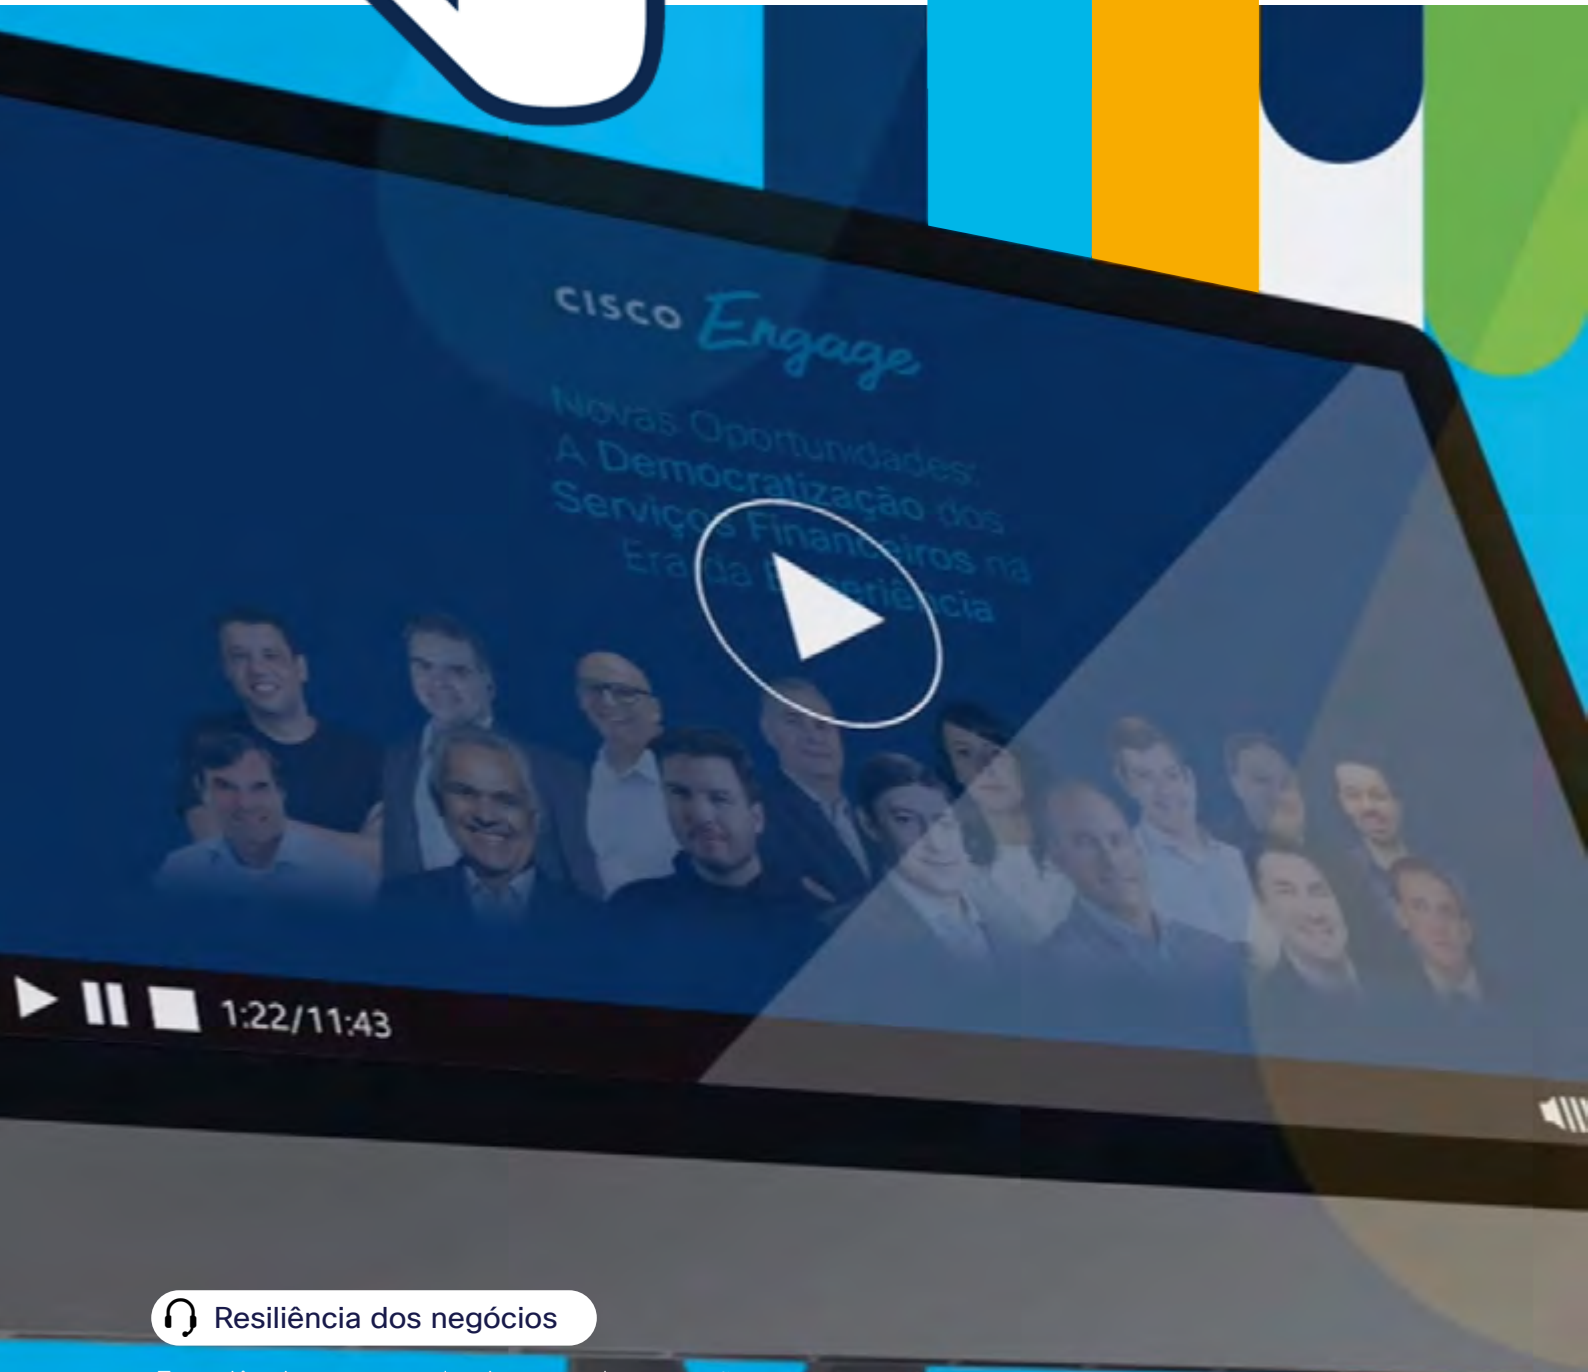 CISCO Engage
Novas Oportunidades:
A Democratização dos
Serviços Financeiros na
Era da Experiência
1:22/11:43
Resiliência dos negócios